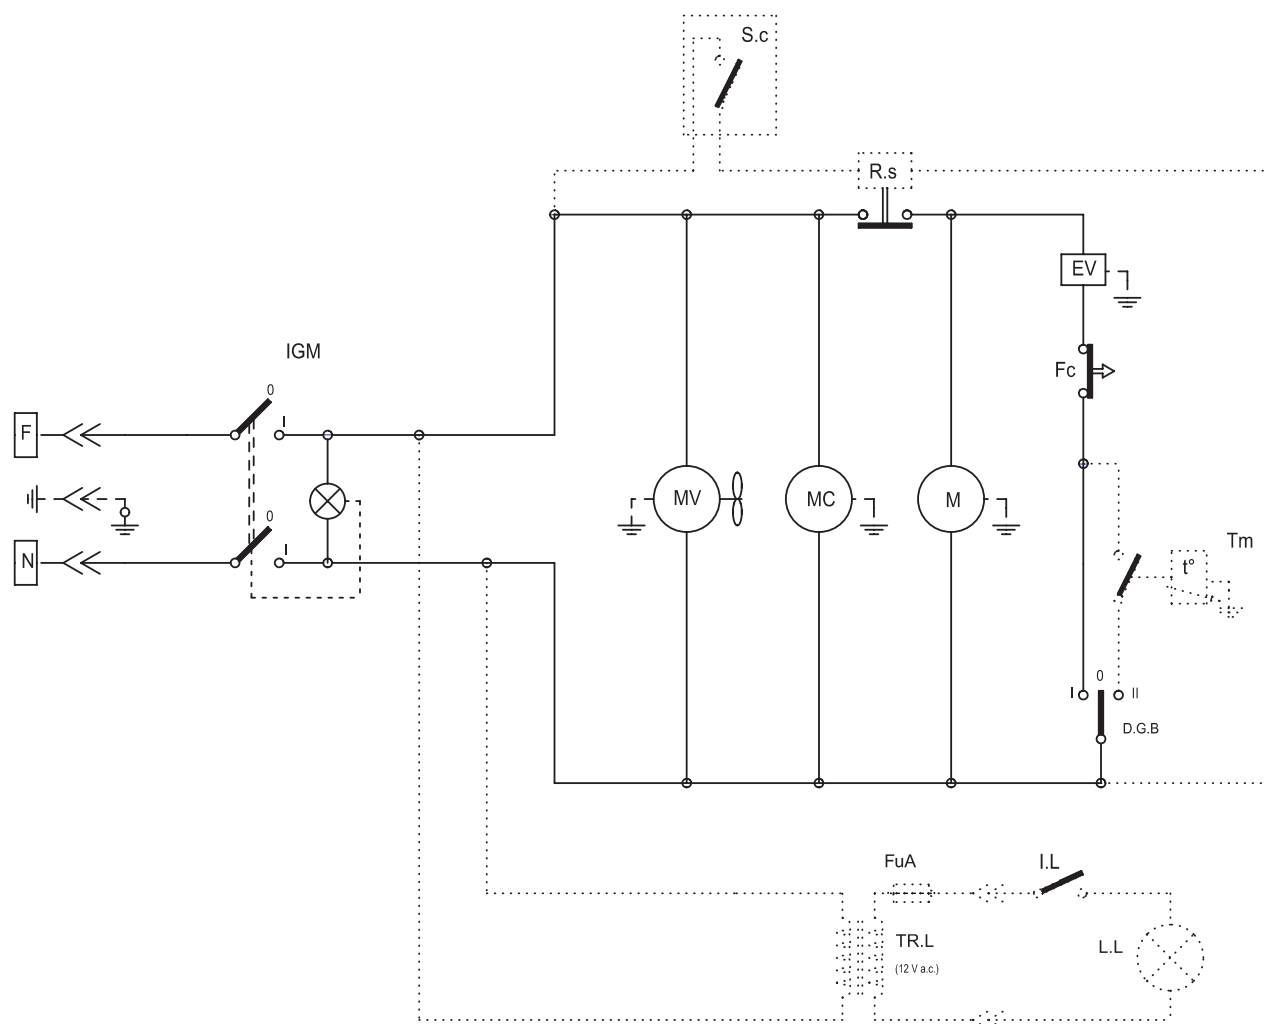 S.c
R.s
EV
IGM
0
I
Fc
F
MV
MC
M
0
I
N
Tm
t°
0
I
II
D.G.B
FuA
I.L
TR.L
(12 V a.c.)
L.L